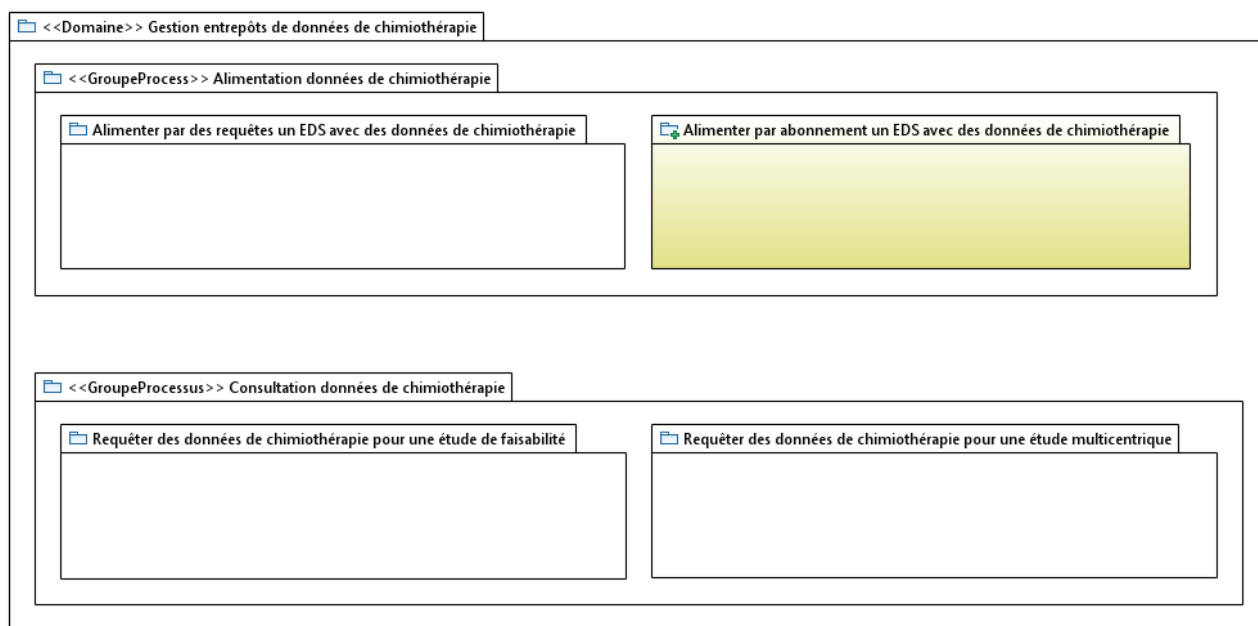 <<Domaine>> Gestion entrepôts de données de chimiothérapie
<<GroupeProcess>> Alimentation données de chimiothérapie
Alimenter par des requêtes un EDS avec des données de chimiothérapie
Alimenter par abonnement un EDS avec des données de chimiothérapie
<<GroupeProcessus>> Consultation données de chimiothérapie
Requêter des données de chimiothérapie pour une étude de faisabilité
Requêter des données de chimiothérapie pour une étude multicentrique